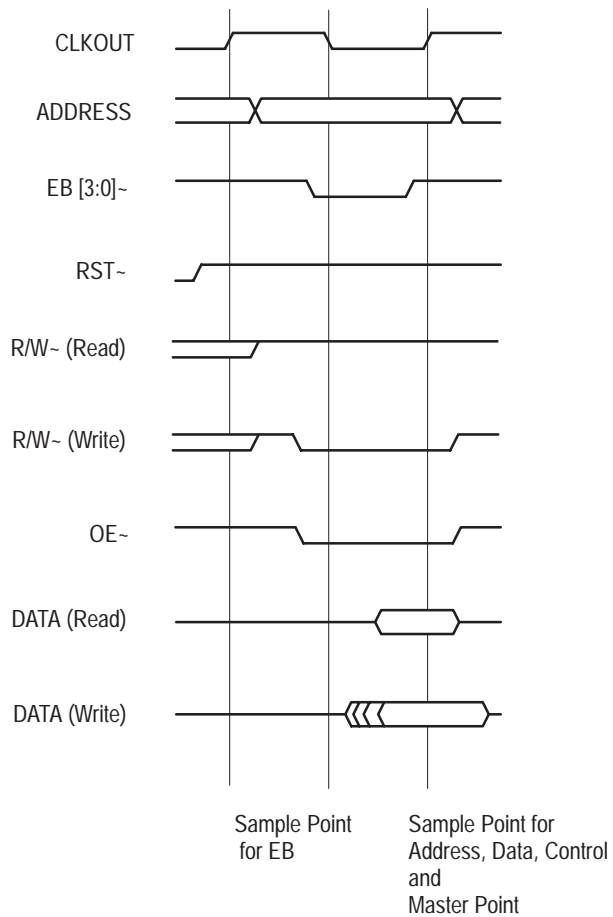 CLKOUT
ADDRESS
EB [3:0]~
RST~
R/W~ (Read)
R/W~ (Write)
OE~
DATA (Read)
DATA (Write)
Sample Point
for EB
Sample Point for
Address, Data, Control
and
Master Point